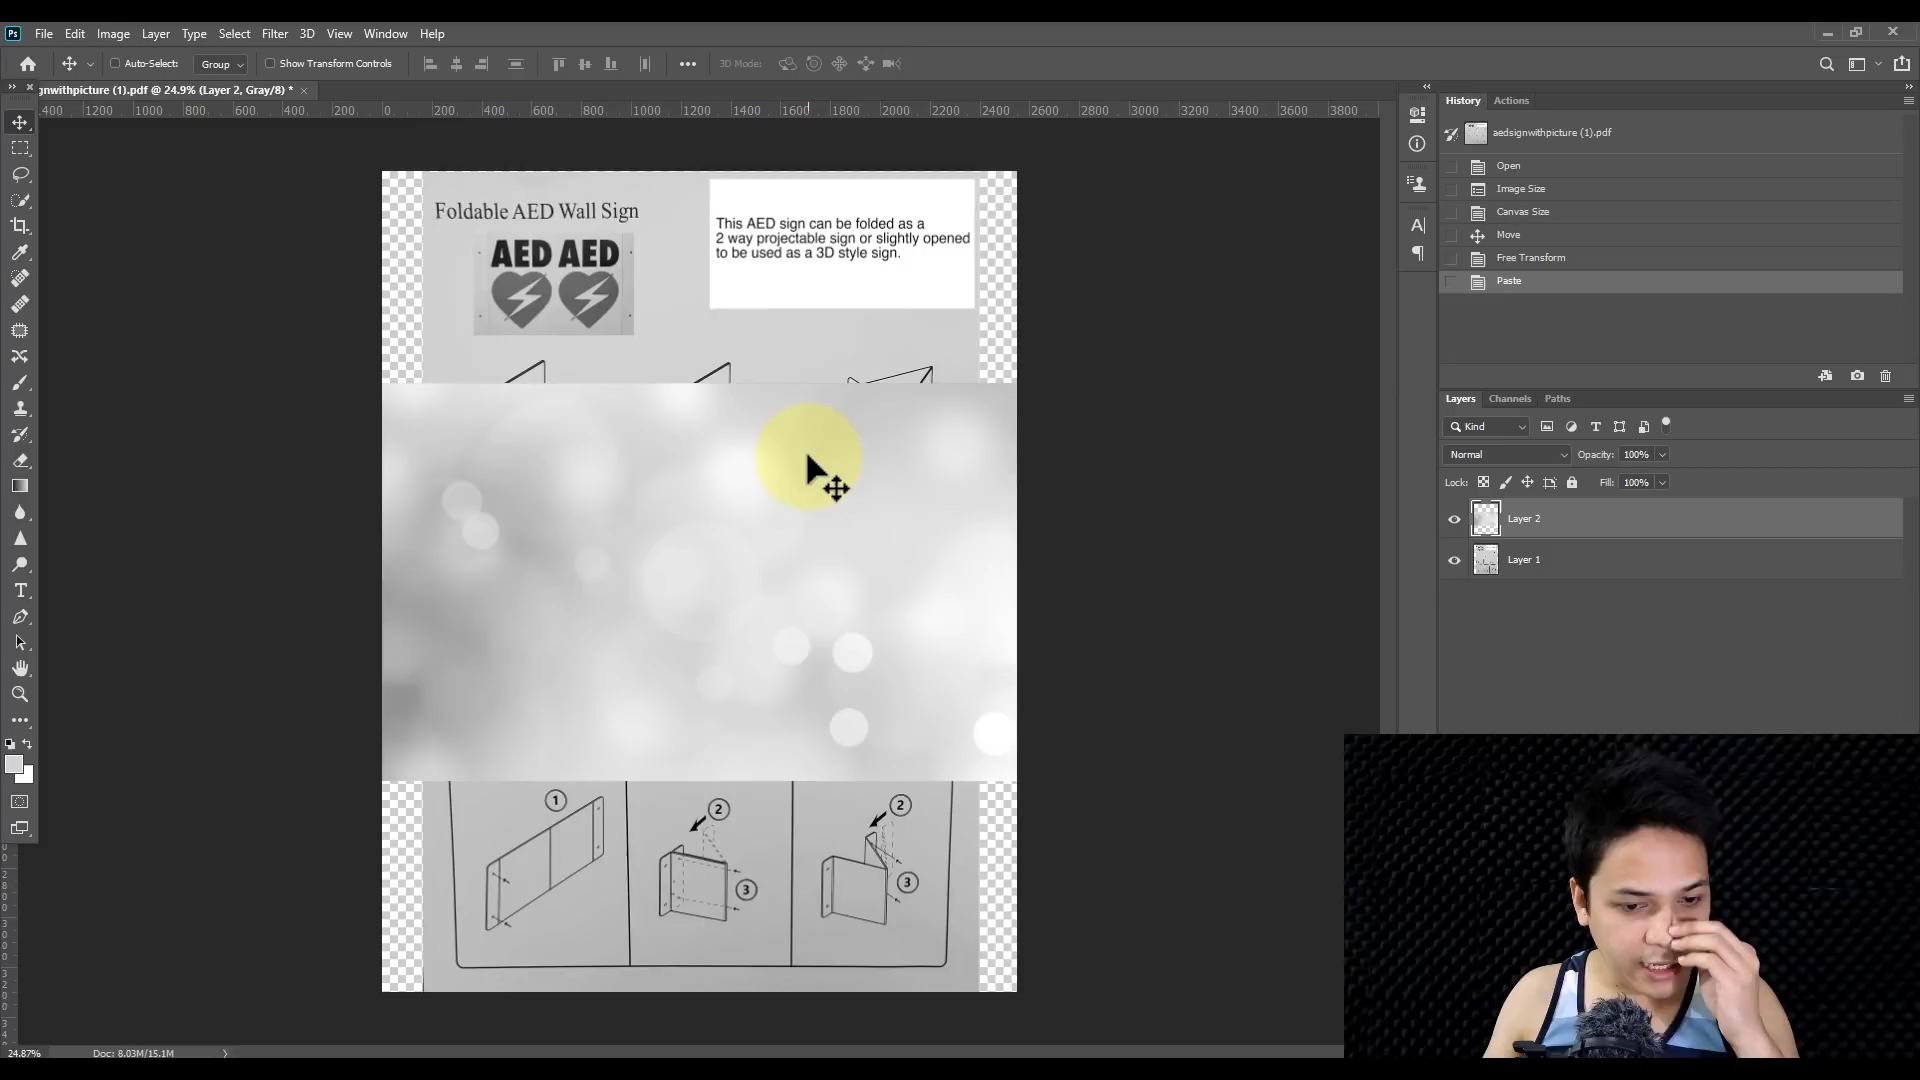 Ps File Edit Image Layer Type Select Filter 3D View Window Help
Auto-Select: Group Show Transform Controls 3D Mode:
gnwithpicture (1).pdf @ 24.9% (Layer 2, Gray/8) *
400 1200 1000 800 600 400 200 0 200 400 600 800 1000 1200 1400 1600 1800 2000 2200 2400 2600 2800 3000 3200 3400 3600 3800
Foldable AED Wall Sign
AED AED
This AED sign can be folded as a
2 way projectable sign or slightly opened
to be used as a 3D style sign.
1
2
3
2
3
History Actions
aedsignwithpicture (1).pdf
Open
Image Size
Canvas Size
Move
Free Transform
Paste
Layers Channels Paths
Kind
Normal Opacity: 100%
Lock: Fill: 100%
Layer 2
Layer 1
24.87% Doc: 8.03M/15.1M